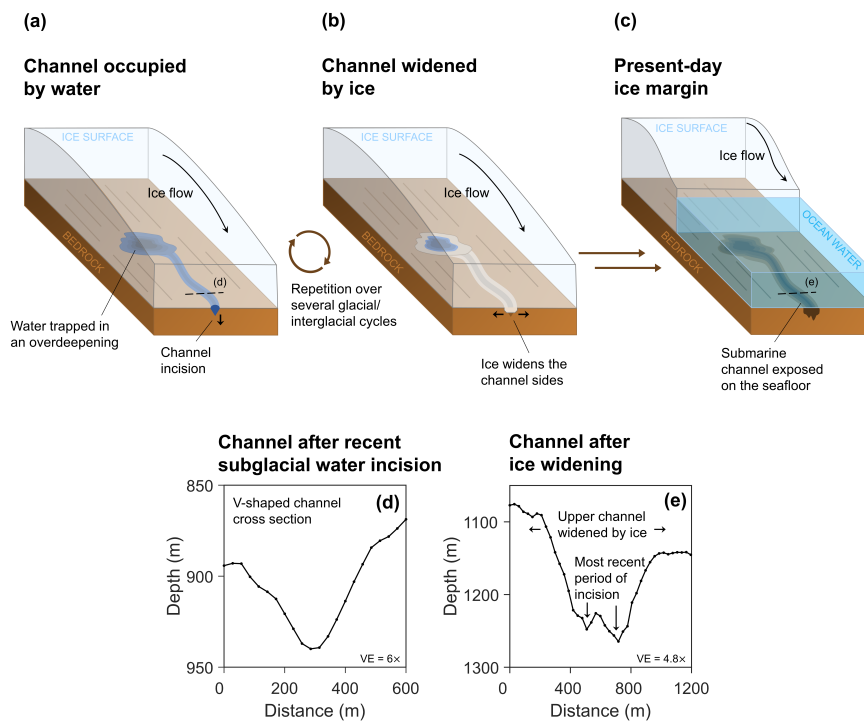 (a)
Channel occupied
by water
ICE SURFACE
Ice flow
BEDROCK
(d)
Water trapped in
an overdeepening
Channel
incision
Repetition over
several glacial/
interglacial cycles
(b)
Channel widened
by ice
ICE SURFACE
Ice flow
BEDROCK
Ice widens the
channel sides
(c)
Present-day
ice margin
ICE SURFACE
Ice flow
OCEAN WATER
BEDROCK
(e)
Submarine
channel exposed
on the seafloor
Channel after recent
subglacial water incision
(d)
V-shaped channel
cross section
850
900
950
Depth (m)
VE = 6×
0 200 400 600
Distance (m)
Channel after
ice widening
(e)
Upper channel
widened by ice
Most recent
period of
incision
1100
1200
1300
Depth (m)
VE = 4.8×
0 400 800 1200
Distance (m)